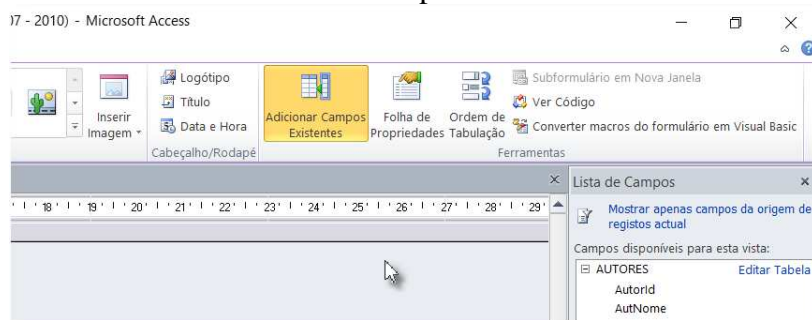 )7 - 2010) - Microsoft Access
Logótipo
Título
Data e Hora
Inserir
Imagem
Cabeçalho/Rodapé
Adicionar Campos
Existentes
Folha de
Propriedades
Ordem de
Tabulação
Subformulário em Nova Janela
Ver Código
Converter macros do formulário em Visual Basic
Ferramentas
18 19 20 21 22 23 24 25 26 27 28 29
Lista de Campos
Mostrar apenas campos da origem de
registos actual
Campos disponíveis para esta vista:
AUTORES Editar Tabela
AutorId
AutNome